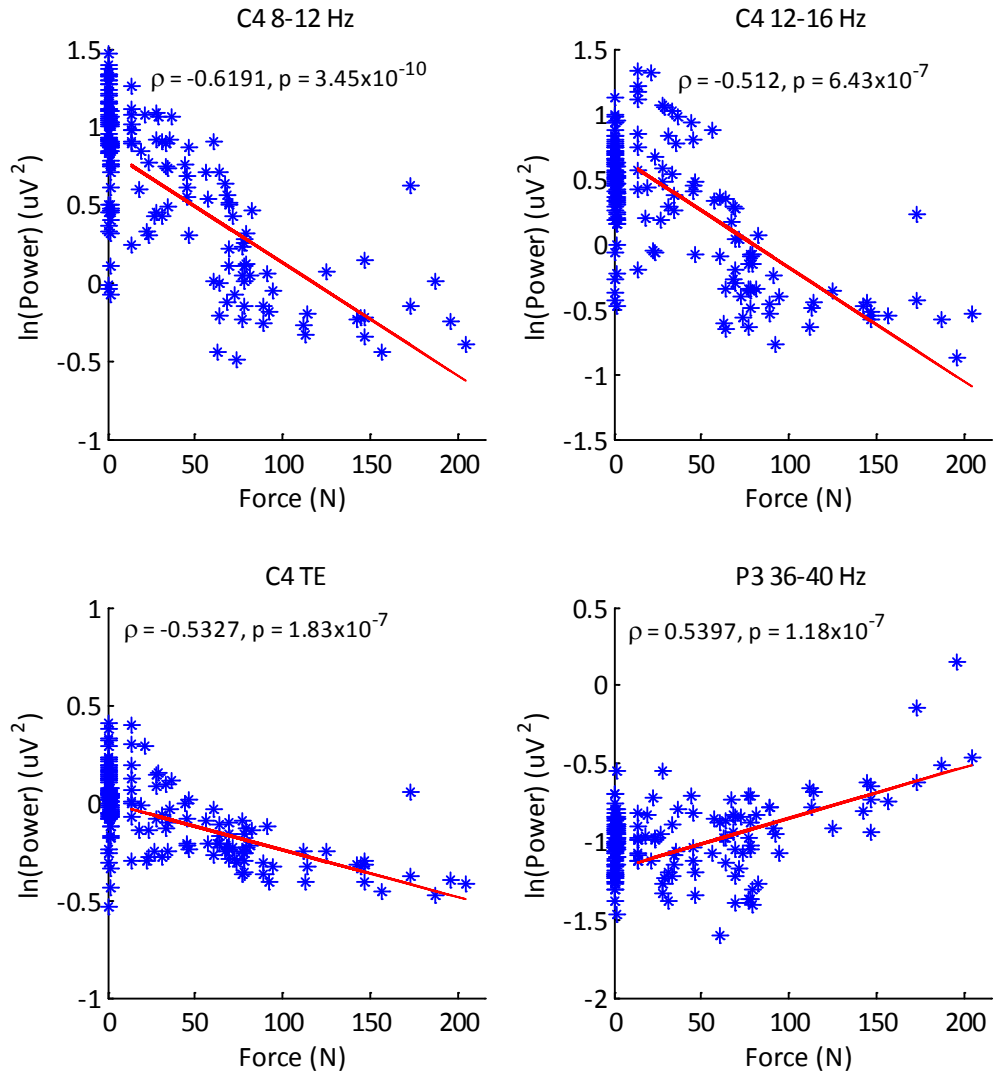 C4 8-12 Hz
ρ = -0.6191, p = 3.45x10⁻¹⁰
1.5
1
0.5
0
-0.5
-1
ln(Power) (uV²)
0 50 100 150 200
Force (N)
C4 12-16 Hz
ρ = -0.512, p = 6.43x10⁻⁷
1.5
1
0.5
0
-0.5
-1
-1.5
ln(Power) (uV²)
0 50 100 150 200
Force (N)
C4 TE
ρ = -0.5327, p = 1.83x10⁻⁷
1
0.5
0
-0.5
-1
ln(Power) (uV²)
0 50 100 150 200
Force (N)
P3 36-40 Hz
ρ = 0.5397, p = 1.18x10⁻⁷
0.5
0
-0.5
-1
-1.5
-2
ln(Power) (uV²)
0 50 100 150 200
Force (N)